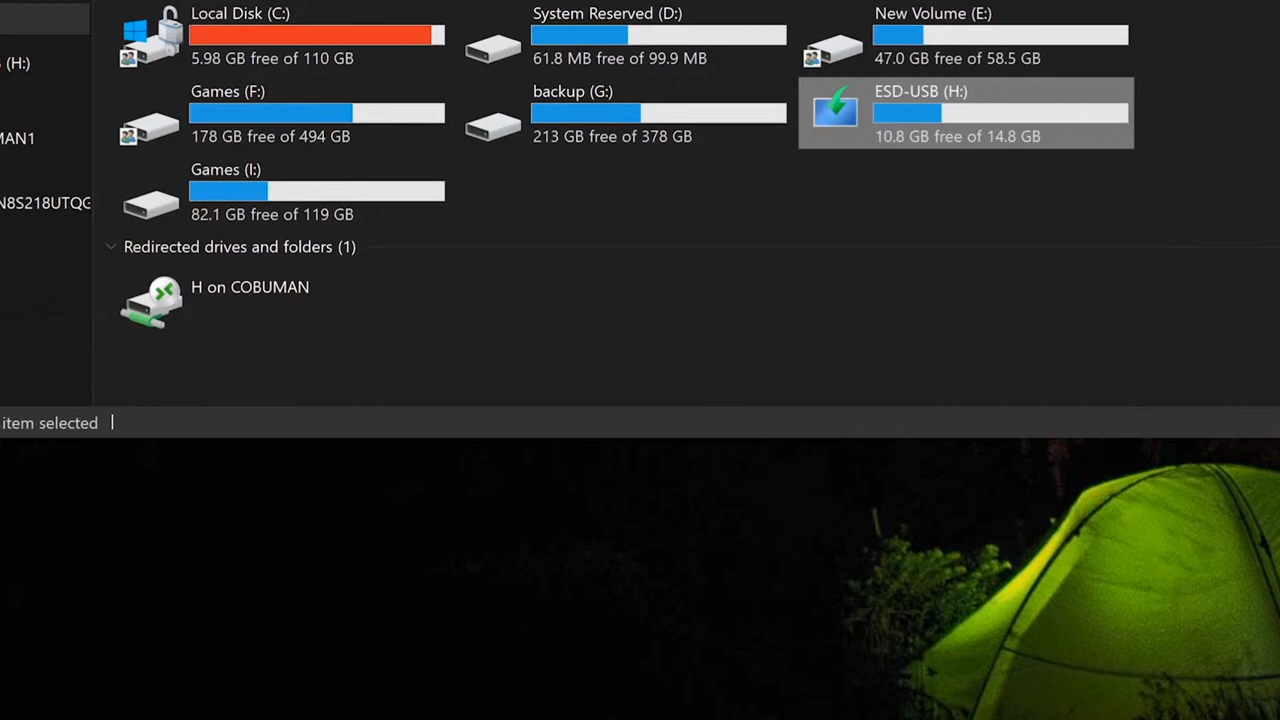 Local Disk (C:)
5.98 GB free of 110 GB
System Reserved (D:)
61.8 MB free of 99.9 MB
New Volume (E:)
47.0 GB free of 58.5 GB
(H:)
Games (F:)
178 GB free of 494 GB
backup (G:)
213 GB free of 378 GB
ESD-USB (H:)
10.8 GB free of 14.8 GB
MAN1
Games (I:)
82.1 GB free of 119 GB
N8S218UTQG
Redirected drives and folders (1)
H on COBUMAN
item selected